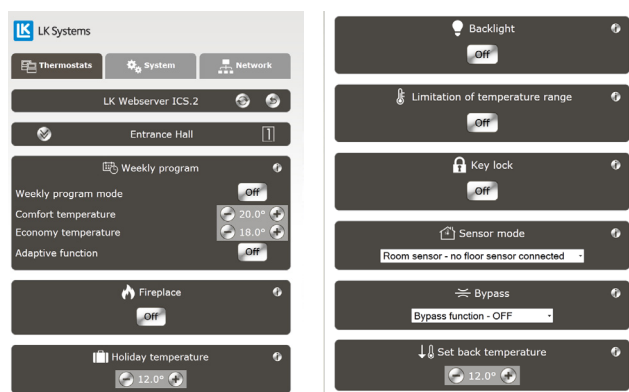 LK LK Systems
Thermostats System Network
LK Webserver ICS.2
Entrance Hall 1
Weekly program
Weekly program mode Off
Comfort temperature - 20.0° +
Economy temperature - 18.0° +
Adaptive function Off
Fireplace
Off
Holiday temperature
- 12.0° +
Backlight
Off
Limitation of temperature range
Off
Key lock
Off
Sensor mode
Room sensor - no floor sensor connected
Bypass
Bypass function - OFF
Set back temperature
- 12.0° +